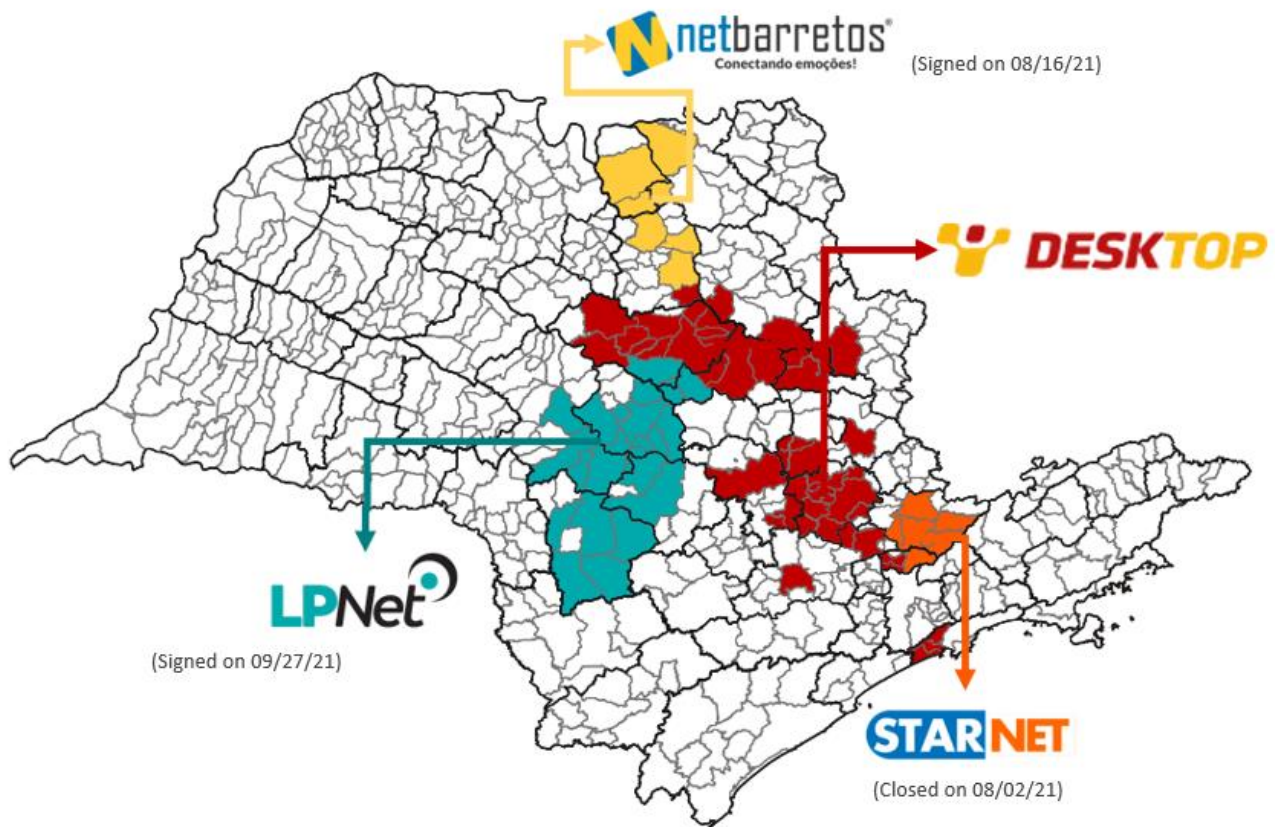 netbarretos®
Conectando emoções!
(Signed on 08/16/21)
DESKTOP
LPNet
(Signed on 09/27/21)
STARNET
(Closed on 08/02/21)